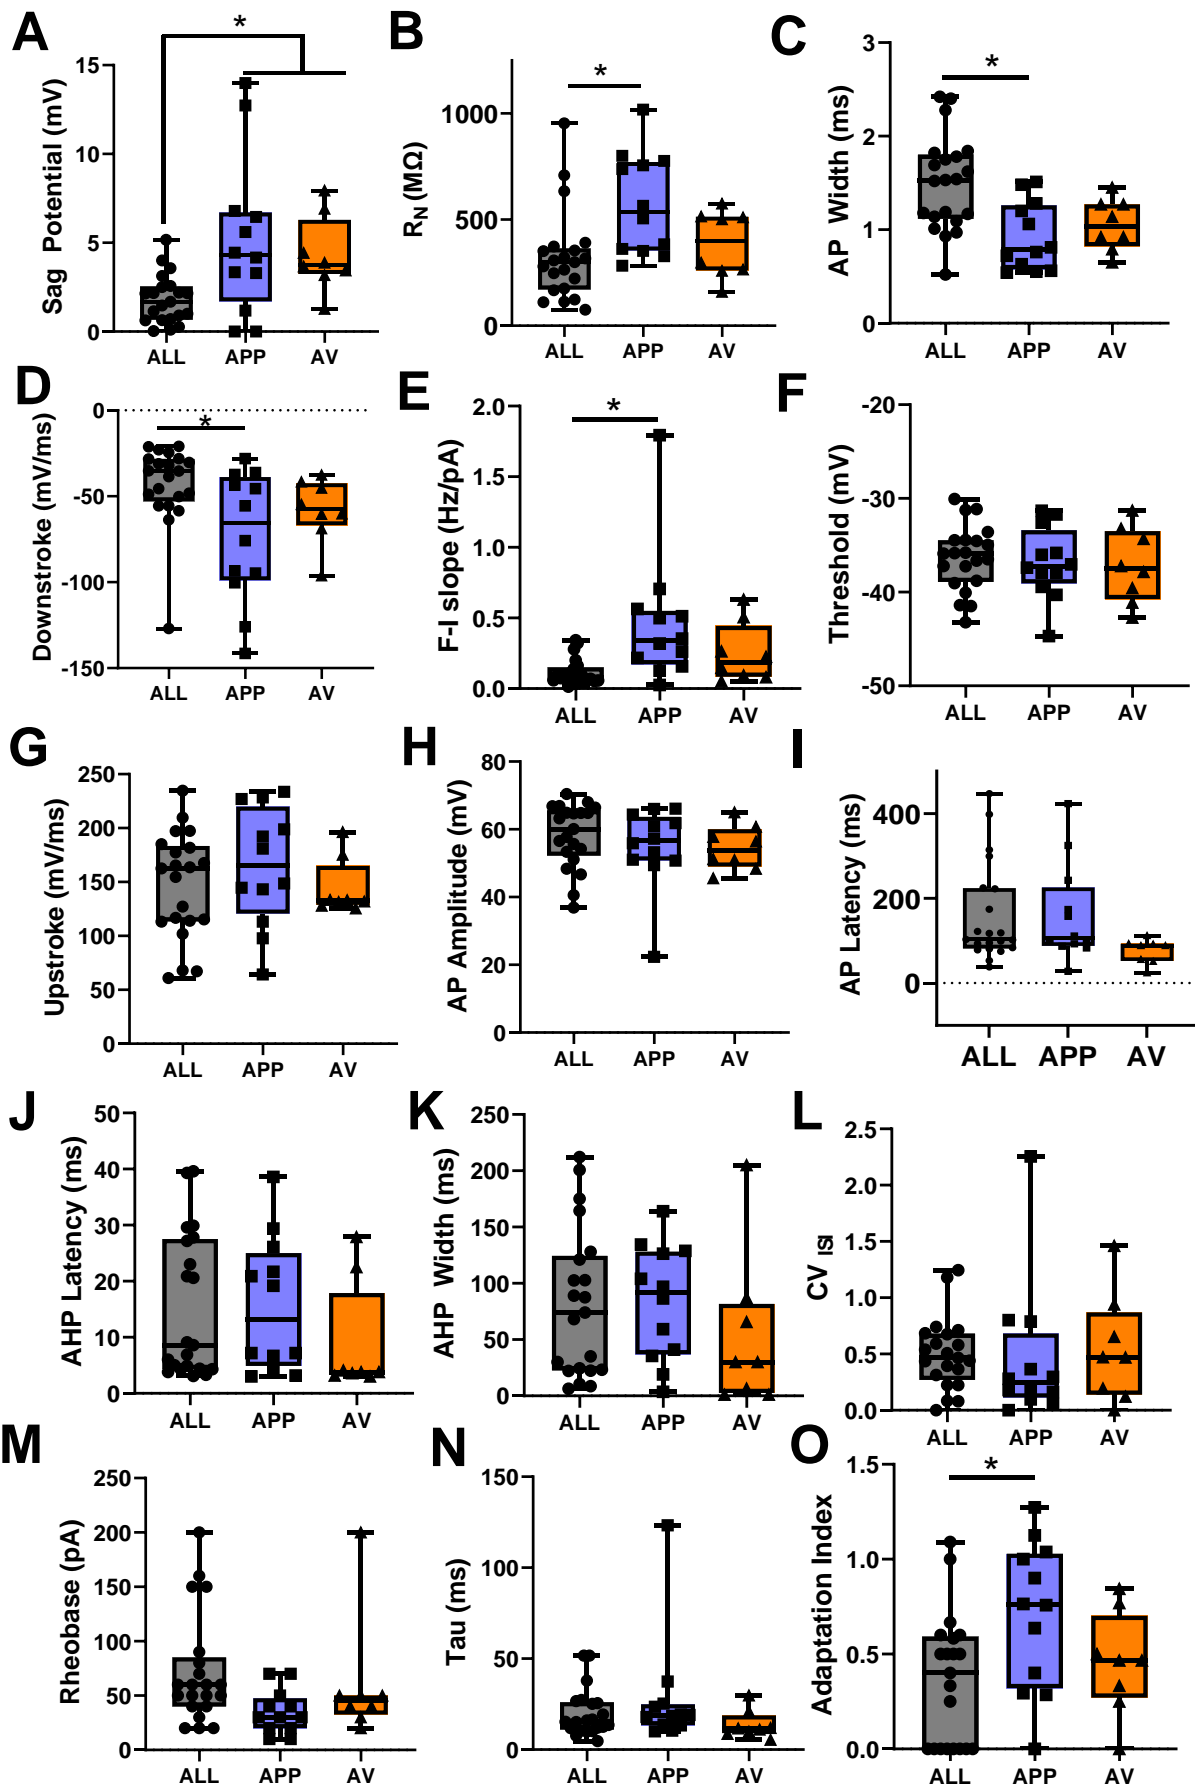 A
Sag Potential (mV)
15
10
5
0
*
ALL APP AV
B
R_N (MΩ)
1000
500
0
*
ALL APP AV
C
AP Width (ms)
3
2
1
0
*
ALL APP AV
D
Downstroke (mV/ms)
0
-50
-100
-150
*
ALL APP AV
E
F-I slope (Hz/pA)
2.0
1.5
1.0
0.5
0.0
*
ALL APP AV
F
Threshold (mV)
-20
-30
-40
-50
ALL APP AV
G
Upstroke (mV/ms)
250
200
150
100
50
0
ALL APP AV
H
AP Amplitude (mV)
80
60
40
20
0
ALL APP AV
I
AP Latency (ms)
400
200
0
ALL APP AV
J
AHP Latency (ms)
50
40
30
20
10
0
ALL APP AV
K
AHP Width (ms)
250
200
150
100
50
0
ALL APP AV
L
CV ISI
2.5
2.0
1.5
1.0
0.5
0.0
ALL APP AV
M
Rheobase (pA)
250
200
150
100
50
0
ALL APP AV
N
Tau (ms)
150
100
50
0
ALL APP AV
O
Adaptation Index
1.5
1.0
0.5
0.0
*
ALL APP AV